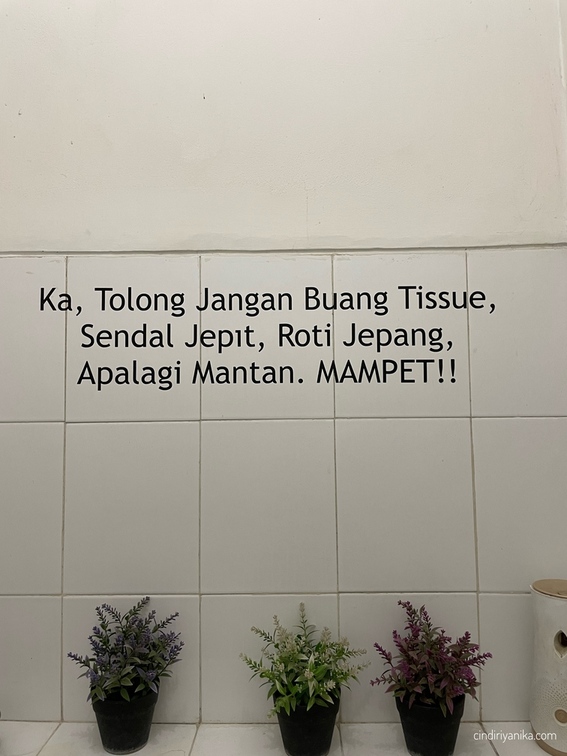 Ka, Tolong Jangan Buang Tissue,
Sendal Jepit, Roti Jepang,
Apalagi Mantan. MAMPET!!
cindiriyanika.com